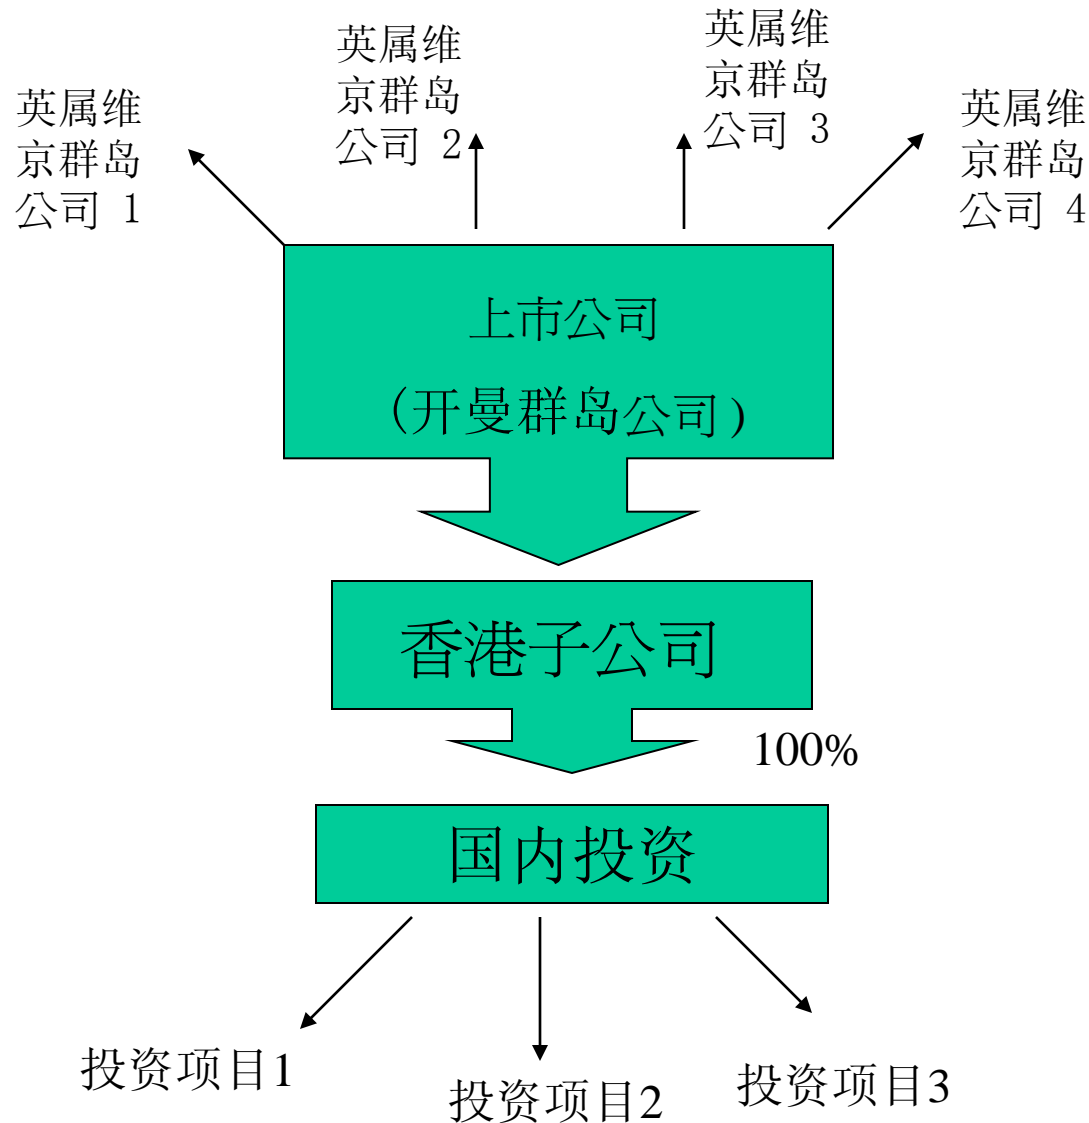 英属维
京群岛
公司 1
英属维
京群岛
公司 2
英属维
京群岛
公司 3
英属维
京群岛
公司 4
上市公司
(开曼群岛公司)
香港子公司
100%
国内投资
投资项目1
投资项目2
投资项目3